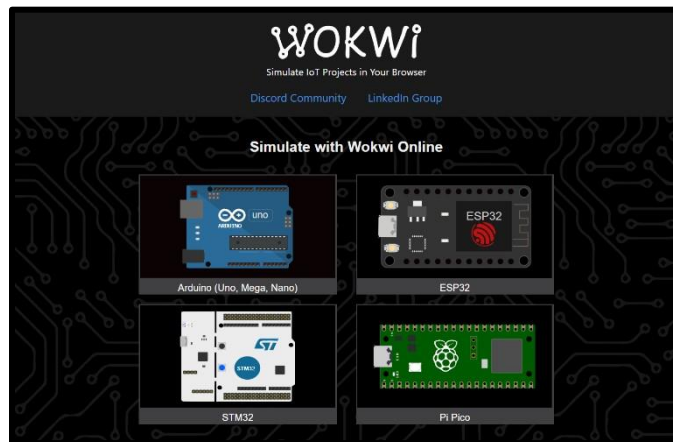 WOKWi
Simulate IoT Projects in Your Browser
Discord Community LinkedIn Group
Simulate with Wokwi Online
UNO
ARDUINO
Arduino (Uno, Mega, Nano)
ESP32
ESP32
STM32
STM32
Pi Pico